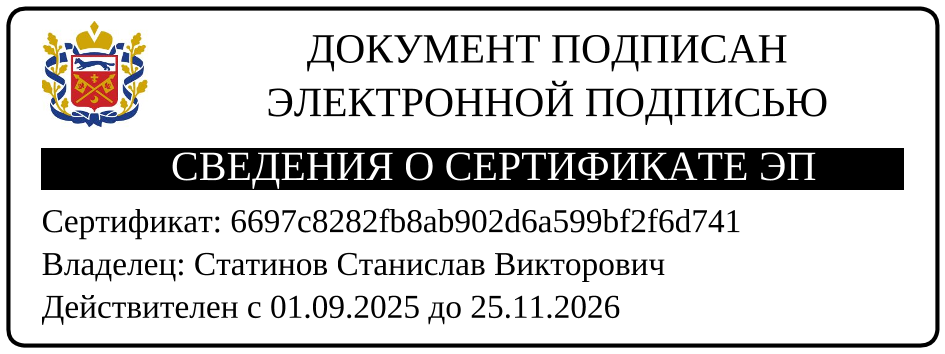 ДОКУМЕНТ ПОДПИСАН
ЭЛЕКТРОННОЙ ПОДПИСЬЮ
СВЕДЕНИЯ О СЕРТИФИКАТЕ ЭП
Сертификат: 6697c8282fb8ab902d6a599bf2f6d741
Владелец: Статинов Станислав Викторович
Действителен с 01.09.2025 до 25.11.2026